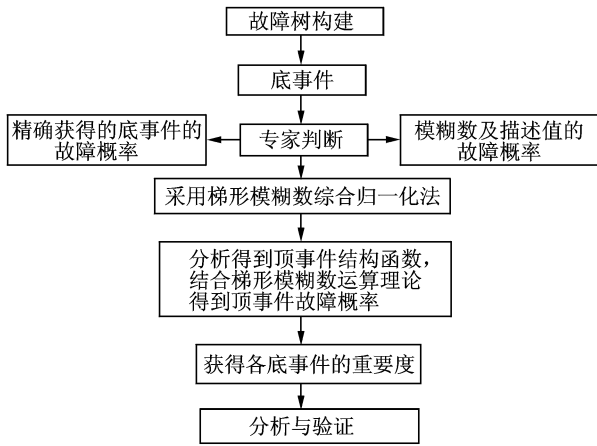 故障树构建
底事件
精确获得的底事件的
故障概率
专家判断
模糊数及描述值的
故障概率
采用梯形模糊数综合归一化法
分析得到顶事件结构函数，
结合梯形模糊数运算理论
得到顶事件故障概率
获得各底事件的重要度
分析与验证